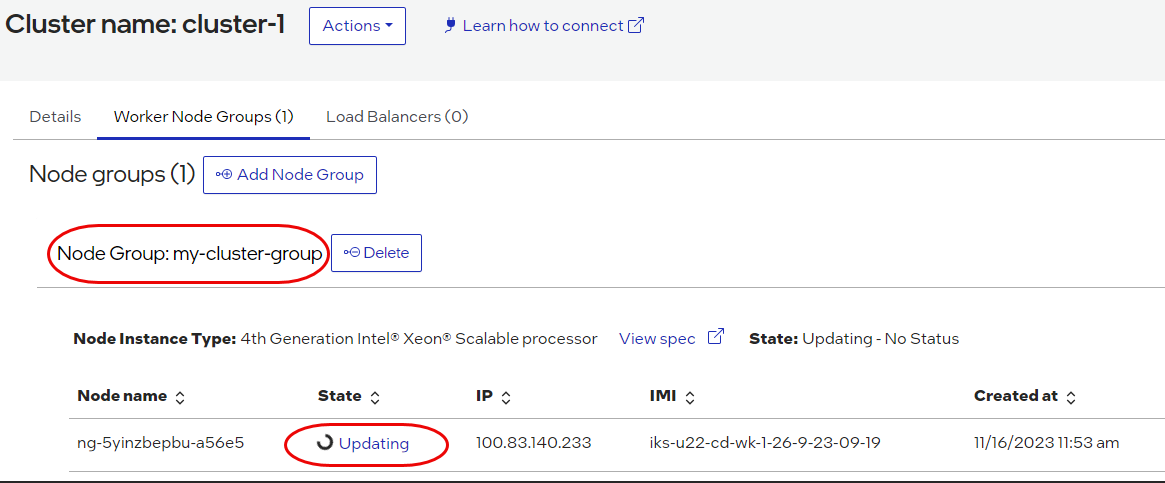 Cluster name: cluster-1 Actions Learn how to connect
Details Worker Node Groups (1) Load Balancers (0)
Node groups (1) Add Node Group
Node Group: my-cluster-group Delete
Node Instance Type: 4th Generation Intel® Xeon® Scalable processor View spec State: Updating - No Status
Node name State IP IMI Created at
ng-5yinzbepbu-a56e5 Updating 100.83.140.233 iks-u22-cd-wk-1-26-9-23-09-19 11/16/2023 11:53 am